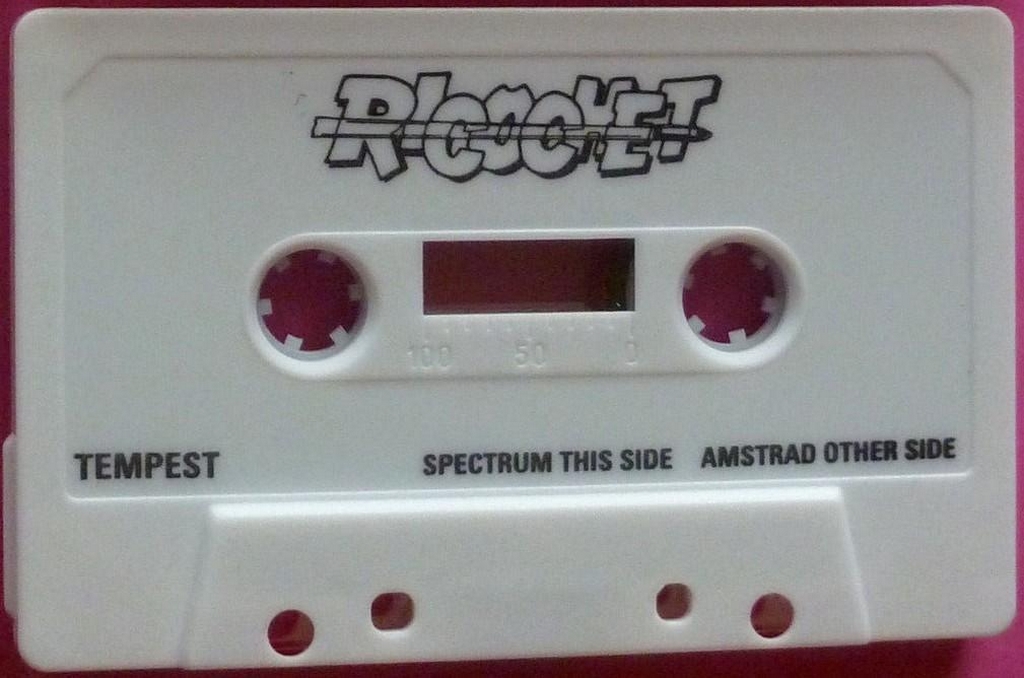 RICOCHET
100 50 0
TEMPEST SPECTRUM THIS SIDE AMSTRAD OTHER SIDE